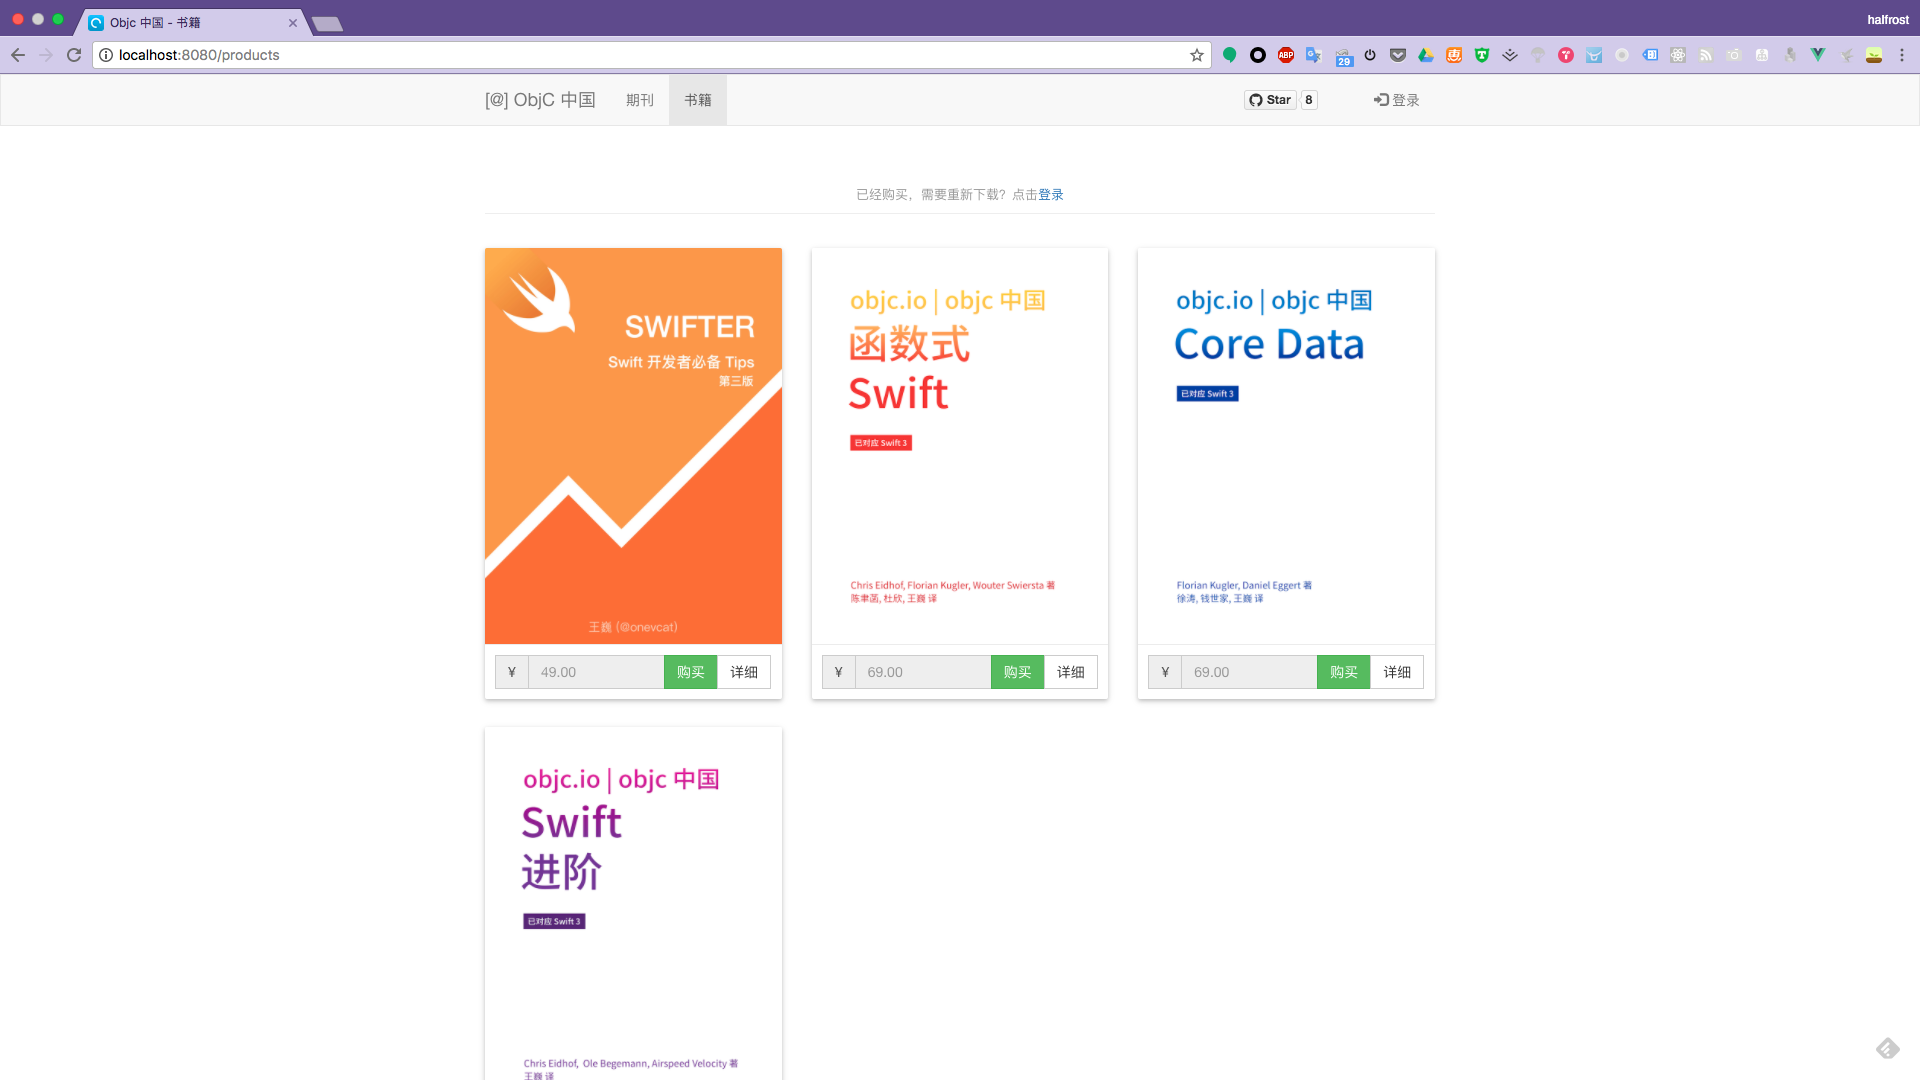 Objc 中国 - 书籍
halfrost
localhost:8080/products
29
[@] ObjC 中国
期刊
书籍
Star
8
登录
已经购买，需要重新下载？点击登录
SWIFTER
Swift 开发者必备 Tips
第三版
王巍 (@onevcat)
¥
49.00
购买
详细
objc.io | objc 中国
函数式
Swift
已对应 Swift 3
Chris Eidhof, Florian Kugler, Wouter Swiersta 著
陈聿菡, 杜欣, 王巍 译
¥
69.00
购买
详细
objc.io | objc 中国
Core Data
已对应 Swift 3
Florian Kugler, Daniel Eggert 著
徐涛, 钱世家, 王巍 译
¥
69.00
购买
详细
objc.io | objc 中国
Swift
进阶
已对应 Swift 3
Chris Eidhof, Ole Begemann, Airspeed Velocity 著
王巍 译